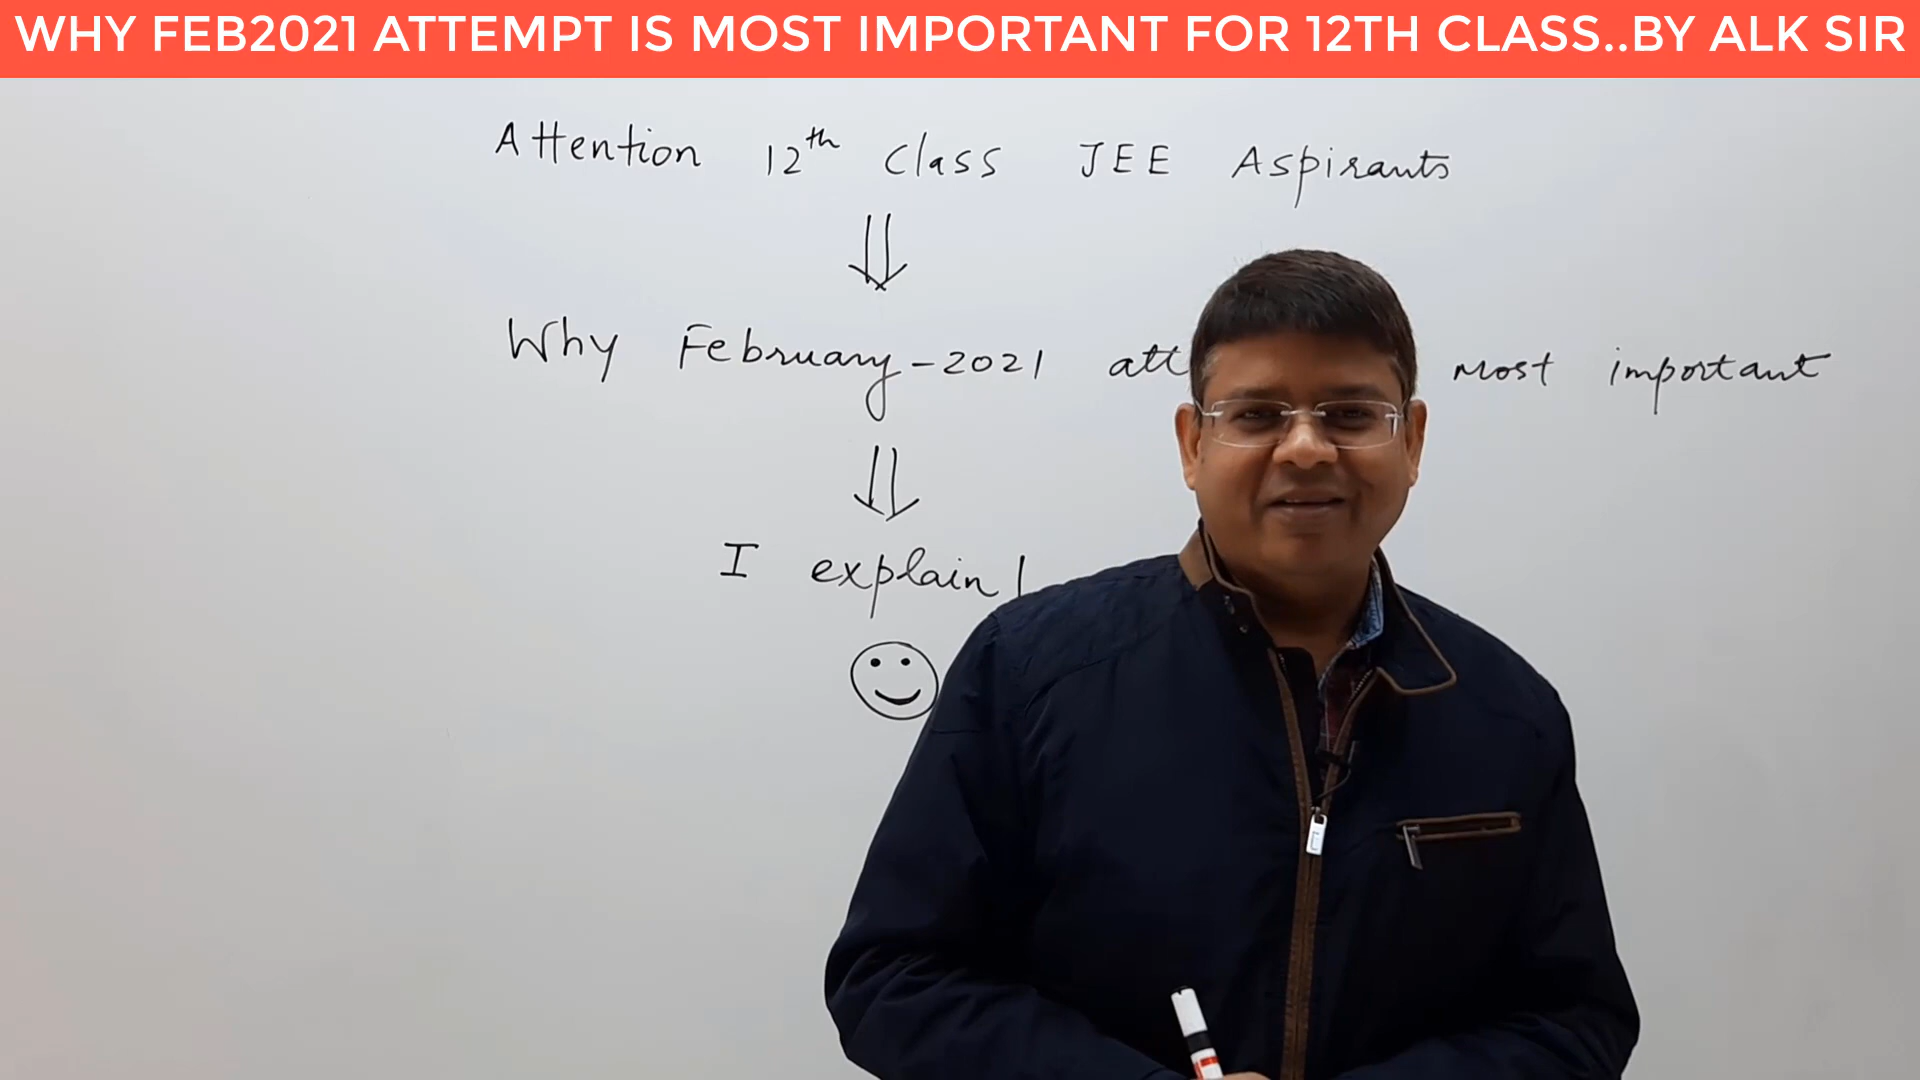 WHY FEB2021 ATTEMPT IS MOST IMPORTANT FOR 12TH CLASS..BY ALK SIR
Attention 12th Class JEE Aspirants
Why February-2021 att most important
I explain!